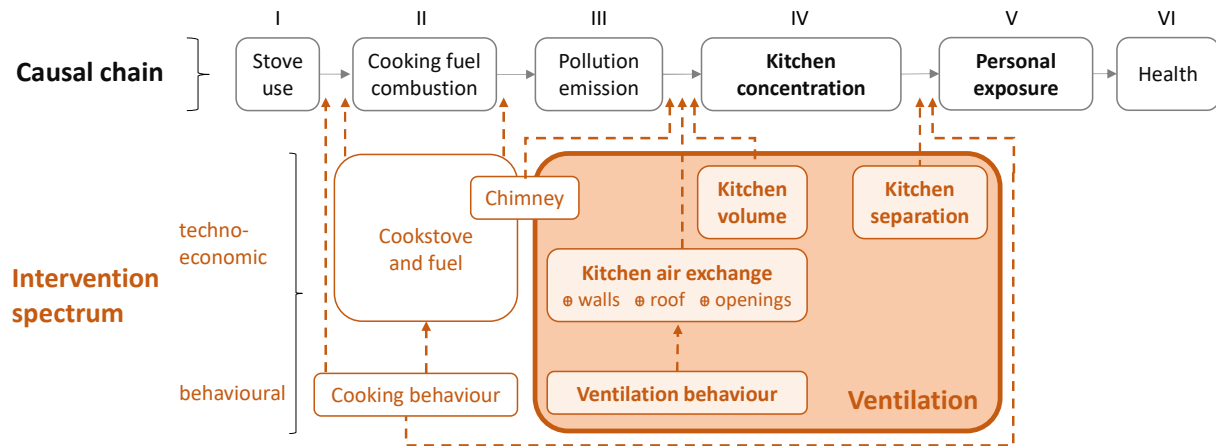 I II III IV V VI
Causal chain
Stove
use
Cooking fuel
combustion
Pollution
emission
Kitchen
concentration
Personal
exposure
Health
Intervention
spectrum
techno-
economic
behavioural
Cookstove
and fuel
Chimney
Kitchen
volume
Kitchen
separation
Kitchen air exchange
⊕ walls ⊕ roof ⊕ openings
Cooking behaviour
Ventilation behaviour
Ventilation